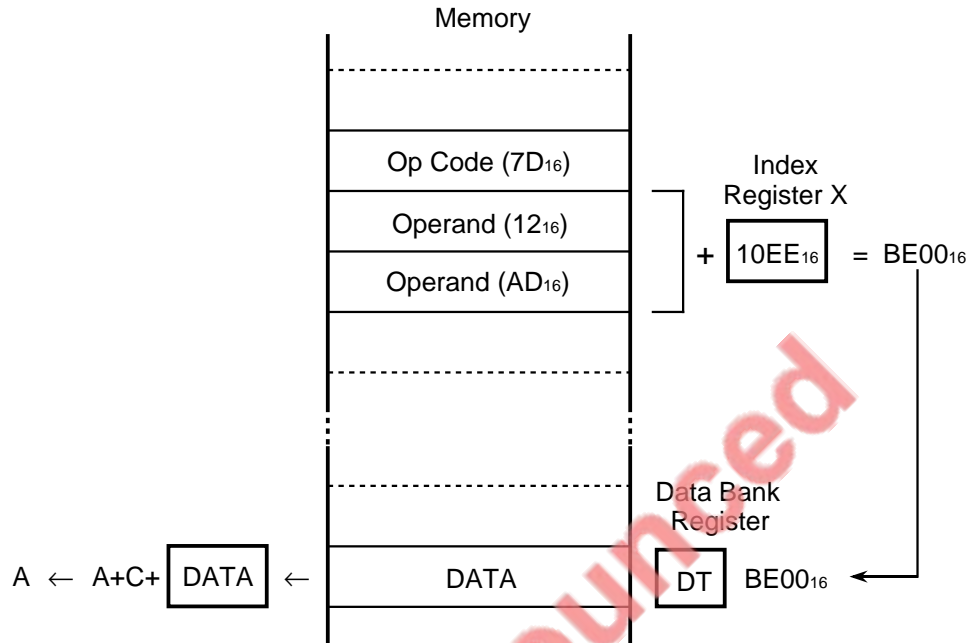 Memory
Op Code (7D₁₆)
Index
Register X
Operand (12₁₆)
+ 10EE₁₆ = BE00₁₆
Operand (AD₁₆)
Data Bank
Register
A ← A+C+ DATA ← DATA DT BE00₁₆
ounced